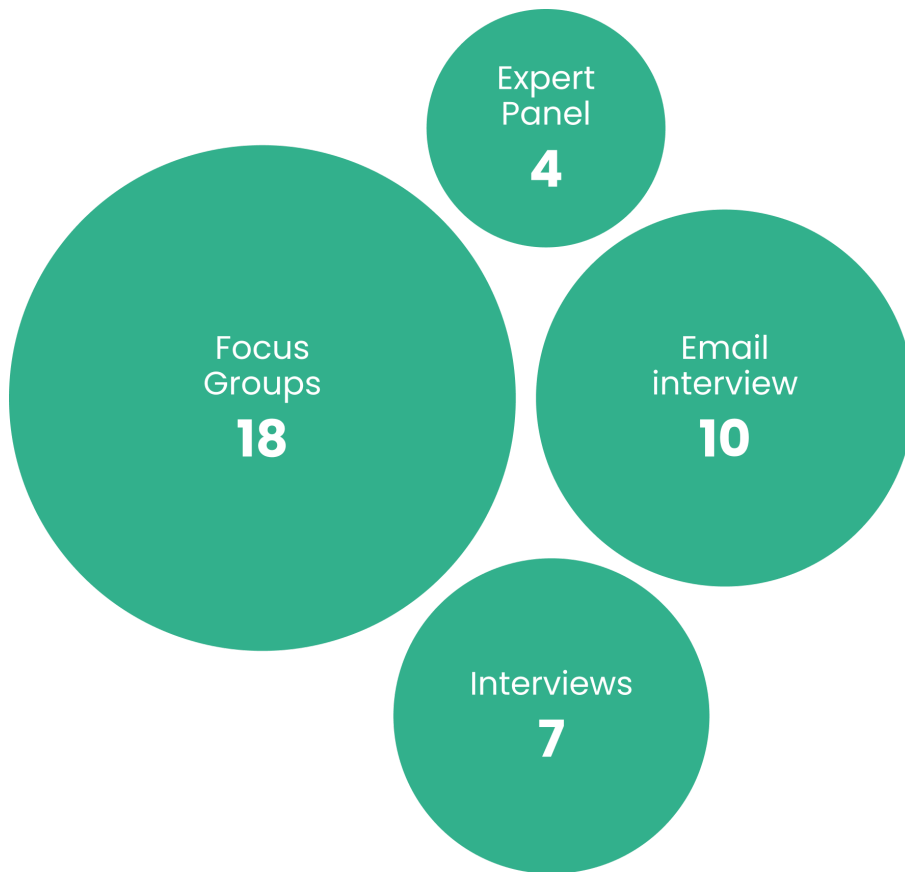 Expert
Panel
4
Focus
Groups
18
Email
interview
10
Interviews
7